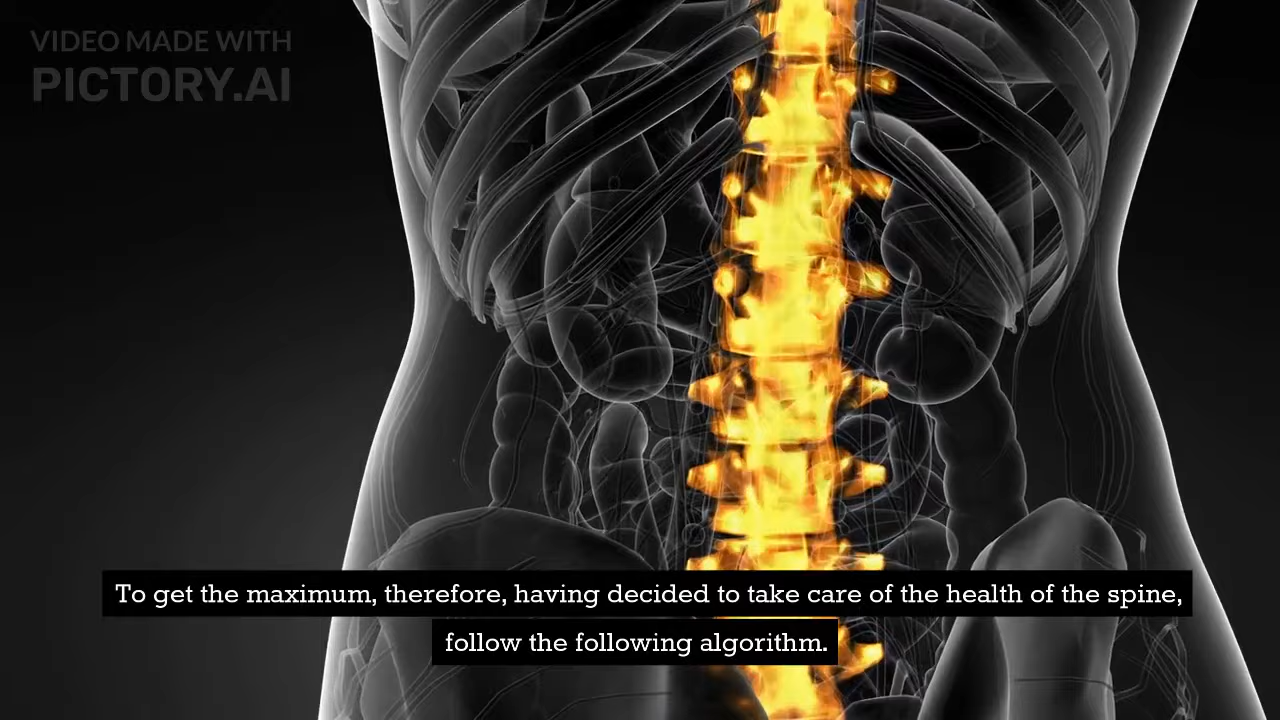 VIDEO MADE WITH
PICTORY.AI
To get the maximum, therefore, having decided to take care of the health of the spine,
follow the following algorithm.